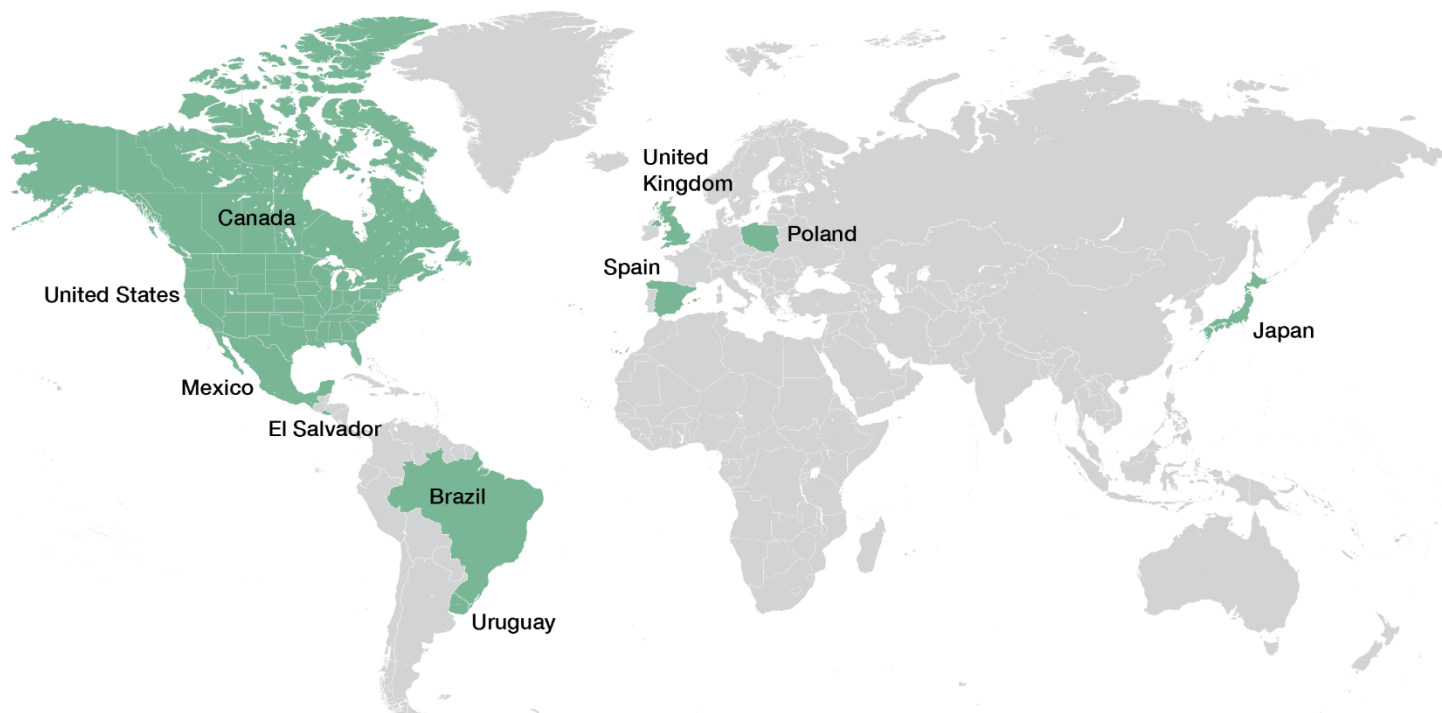 United
Kingdom
Canada
Poland
Spain
United States
Japan
Mexico
El Salvador
Brazil
Uruguay